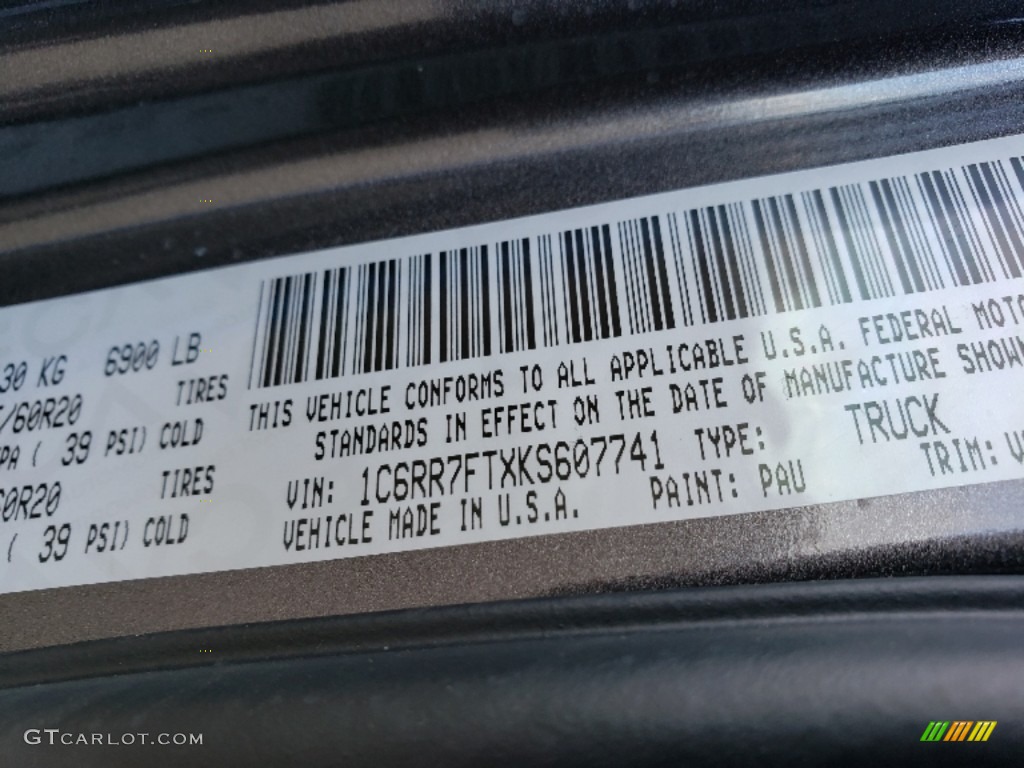 30 KG 6900 LB
/60R20 TIRES
PA ( 39 PSI) COLD
60R20 TIRES
( 39 PSI) COLD
THIS VEHICLE CONFORMS TO ALL APPLICABLE U.S.A. FEDERAL MOTO
STANDARDS IN EFFECT ON THE DATE OF MANUFACTURE SHOWN
VIN: 1C6RR7FTXKS607741 TYPE: TRUCK
VEHICLE MADE IN U.S.A. PAINT: PAU TRIM:
GTCARLOT.COM